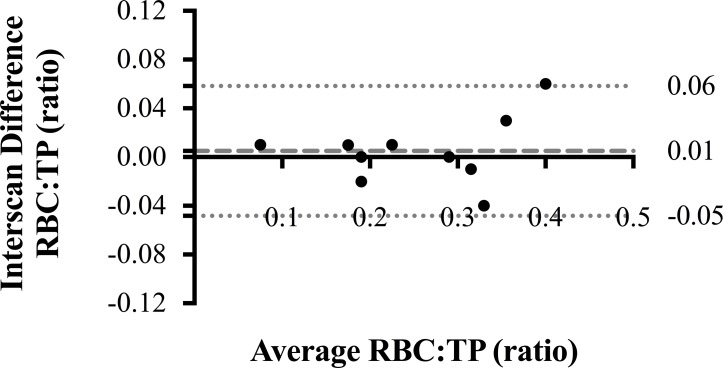 Interscan Difference
RBC:TP (ratio)
0.12
0.08
0.04
0.00
-0.04
-0.08
-0.12
0.1 0.2 0.3 0.4 0.5
0.06
0.01
-0.05
Average RBC:TP (ratio)